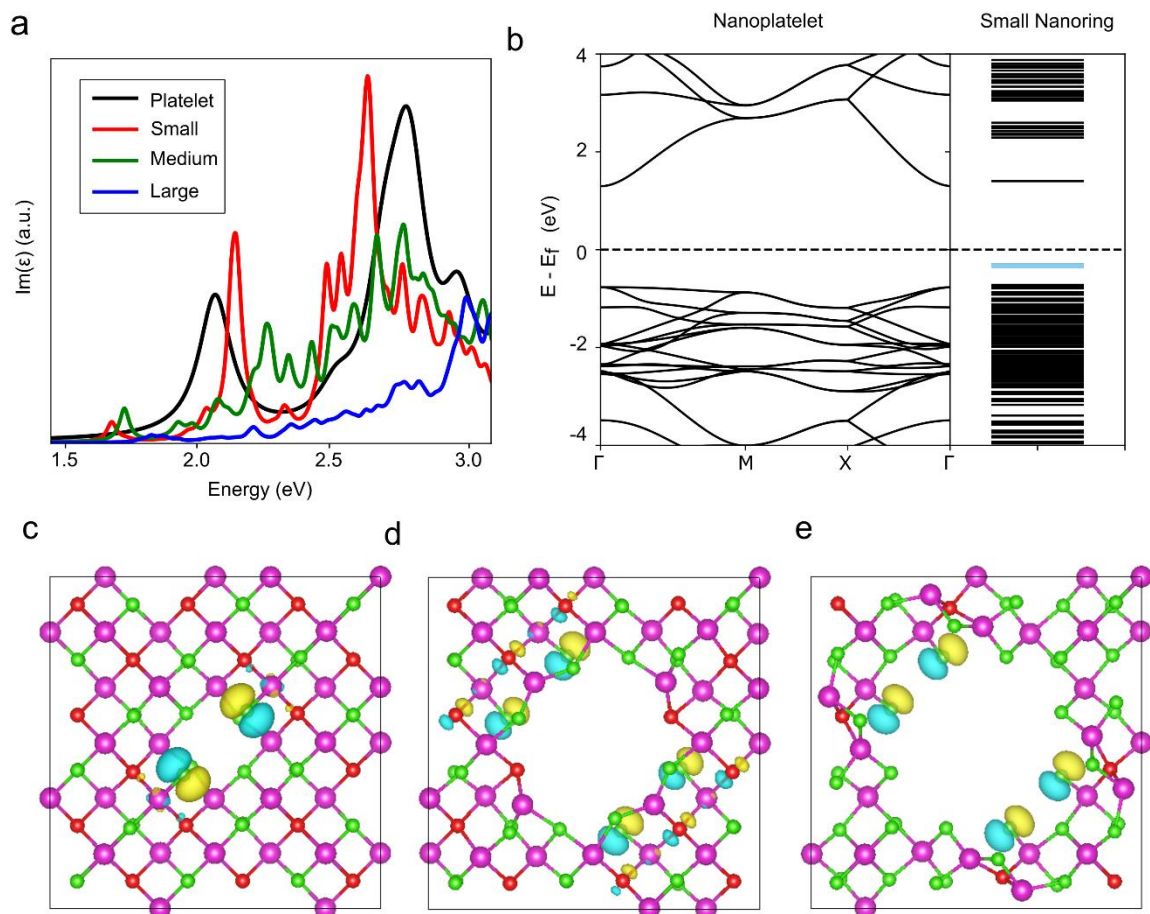 a
Platelet
Small
Medium
Large
Im(ε) (a.u.)
1.5 2.0 2.5 3.0
Energy (eV)
b
Nanoplatelet Small Nanoring
E - Ef (eV)
4
2
0
-2
-4
Γ M X Γ
c
d
e